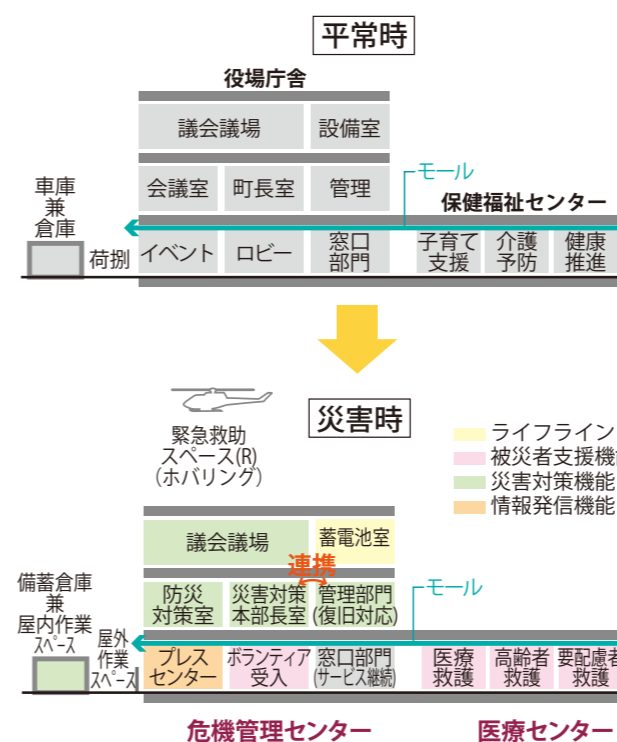 平常時
役場庁舎
議会議場
設備室
会議室
町長室
管理
モール
保健福祉センター
車庫
兼
倉庫
荷捌
イベント
ロビー
窓口
部門
子育て
支援
介護
予防
健康
推進
災害時
緊急救助
スペース(R)
(ホバリング)
ライフライン
被災者支援機能
災害対策機能
情報発信機能
議会議場
蓄電池室
連携
防災
対策室
災害対策
本部長室
管理部門
(復旧対応)
モール
備蓄倉庫
兼
屋内作業
スペース
屋外
作業
スペース
プレス
センター
ボランティア
受入
窓口部門
(サービス継続)
医療
救護
高齢者
救護
要配慮者
救護
危機管理センター
医療センター